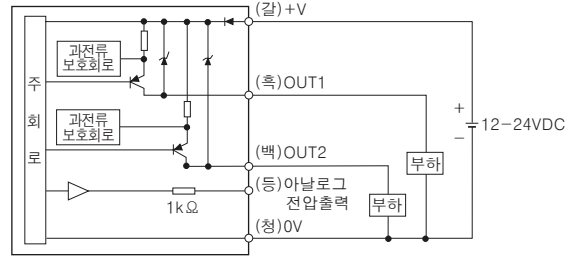 (갈)+V
과전류
보호회로
(흑)OUT1
주
회
로
과전류
보호회로
+
12-24VDC
−
(백)OUT2
부하
(등)아날로그
전압출력
부하
1kΩ
(청)0V